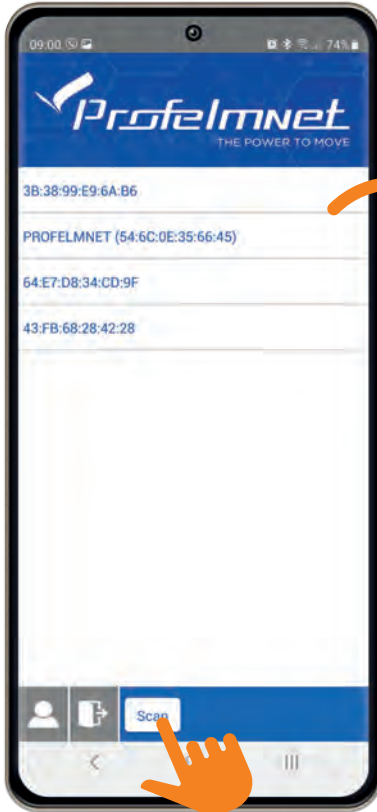 09:00
74%
Profelmnet
THE POWER TO MOVE
3B:38:99:E9:6A:B6
PROFELMNET (54:6C:0E:35:66:45)
64:E7:D8:34:CD:9F
43:FB:68:28:42:28
Scan